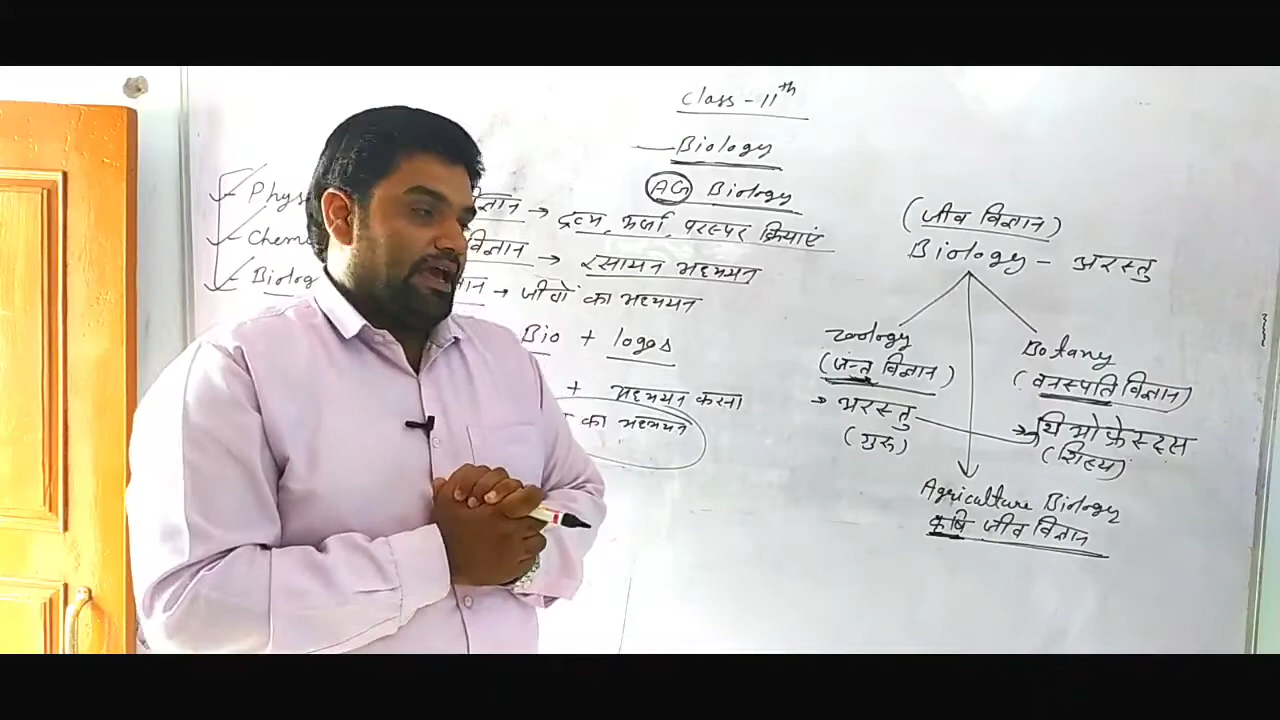 Class - 11th
Biology
AG Biology
Phys
ज्ञान → द्रव्य, ऊर्जा, परस्पर क्रियाएं
Chemi
विज्ञान → रसायन अध्ययन
Biolog
ज्ञान → जीवों का अध्ययन
Bio + logos
+ अध्ययन करना
का अध्ययन
(जीव विज्ञान)
Biology - अरस्तु
Zoology
(जन्तु विज्ञान)
→ अरस्तु
(गुरू)
Botany
(वनस्पति विज्ञान)
→ थियोफ्रेस्टस
(शिष्य)
Agriculture Biology
कृषि जीव विज्ञान